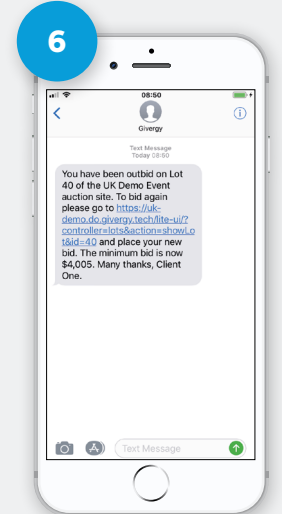 6
08:50
Givergy
Text Message
Today 08:50
You have been outbid on Lot
40 of the UK Demo Event
auction site. To bid again
please go to https://uk-
demo.do.givergy.tech/lite-ui/?
controller=lots&action=showLo
t&id=40 and place your new
bid. The minimum bid is now
$4,005. Many thanks, Client
One.
Text Message